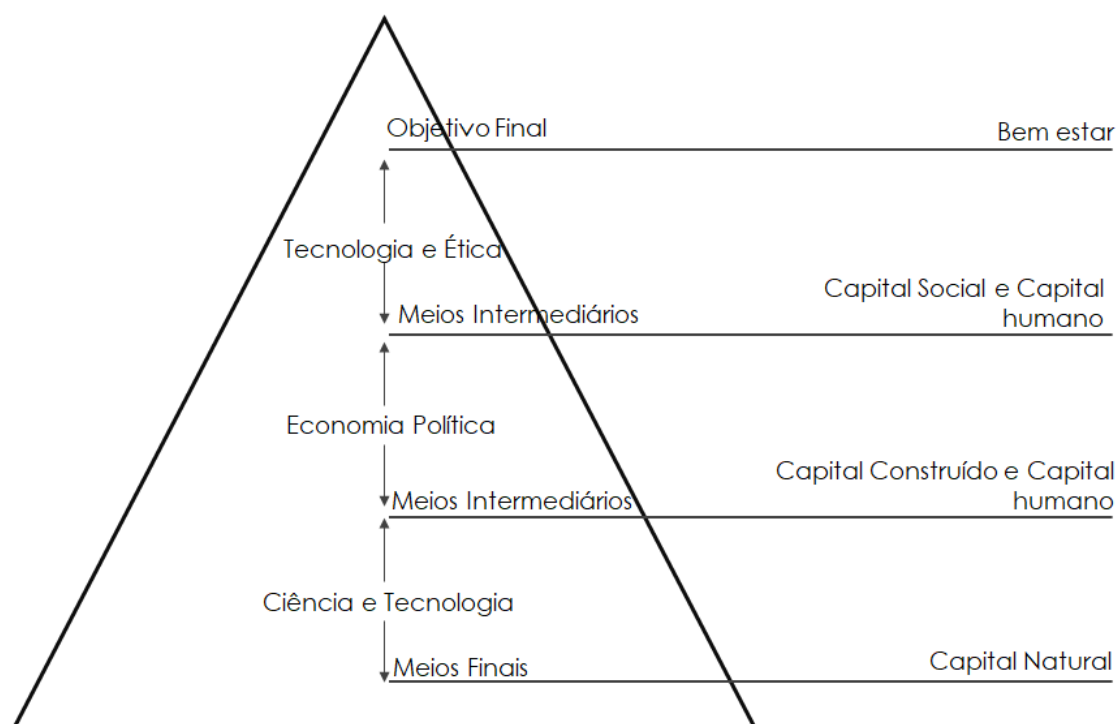 Objetivo Final
Bem estar
Tecnologia e Ética
Capital Social e Capital
humano
Meios Intermediários
Economia Política
Capital Construído e Capital
humano
Meios Intermediários
Ciência e Tecnologia
Meios Finais
Capital Natural